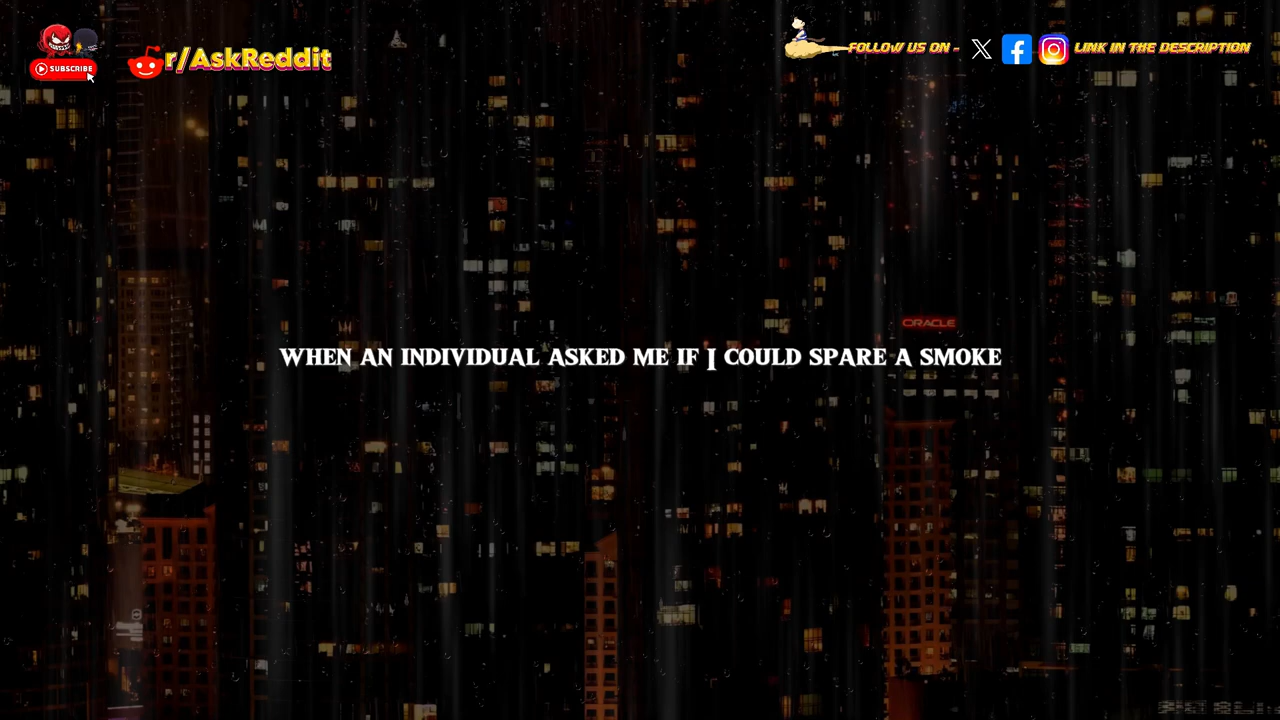 SUBSCRIBE
r/AskReddit
FOLLOW US ON -
LINK IN THE DESCRIPTION
ORACLE
WHEN AN INDIVIDUAL ASKED ME IF I COULD SPARE A SMOKE